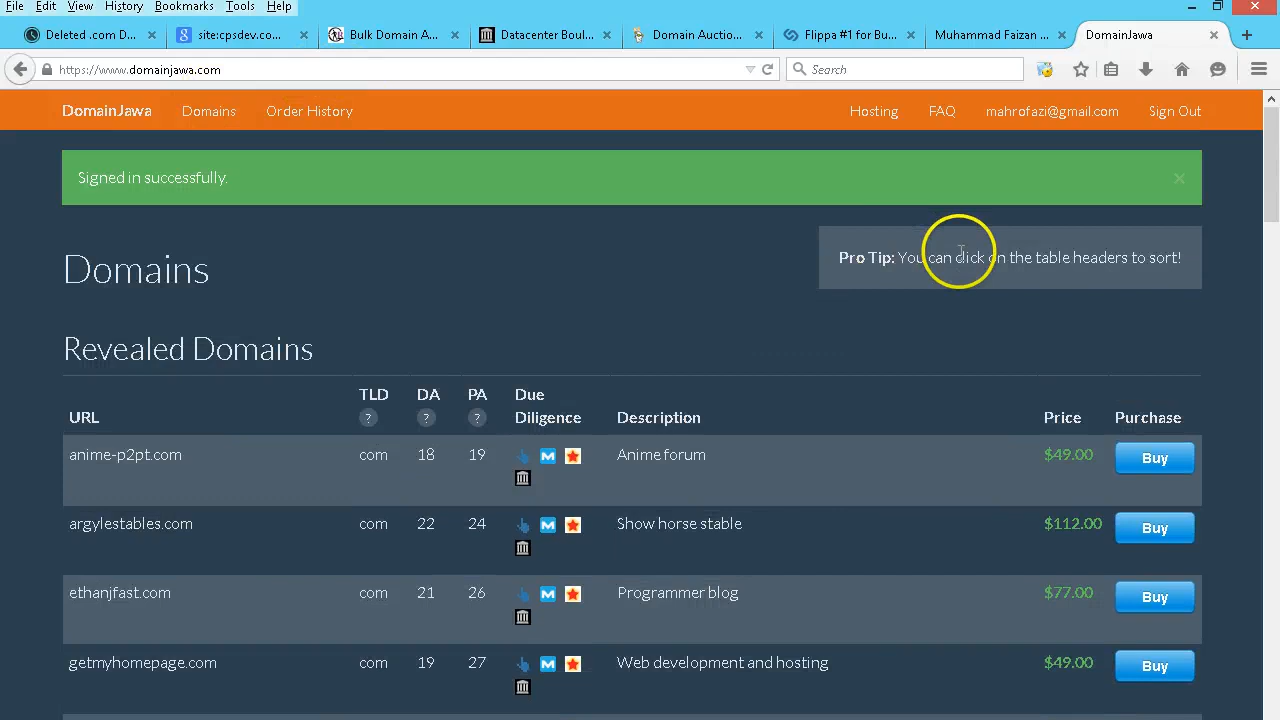 File Edit View History Bookmarks Tools Help
Deleted .com D... site:cpsdev.co... Bulk Domain A... Datacenter Boul... Domain Auctio... Flippa #1 for Bu... Muhammad Faizan ... DomainJawa
https://www.domainjawa.com Search
DomainJawa Domains Order History Hosting FAQ mahrofazi@gmail.com Sign Out
Signed in successfully. ×
Pro Tip: You can click on the table headers to sort!
Domains
Revealed Domains
URL TLD ? DA ? PA ? Due Diligence Description Price Purchase
anime-p2pt.com com 18 19 M Anime forum $49.00 Buy
argylestables.com com 22 24 M Show horse stable $112.00 Buy
ethanjfast.com com 21 26 M Programmer blog $77.00 Buy
getmyhomepage.com com 19 27 M Web development and hosting $49.00 Buy